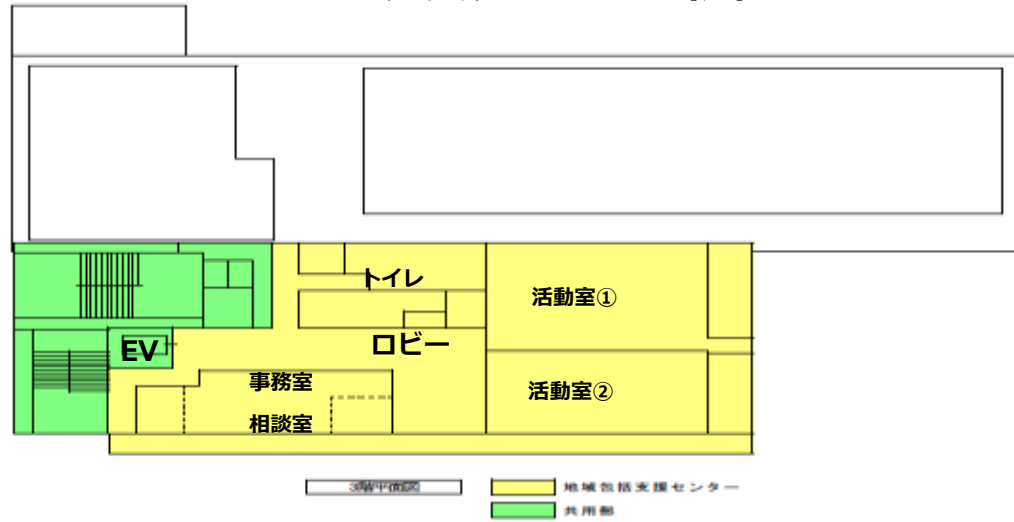 トイレ
活動室①
EV
ロビー
事務室
活動室②
相談室
3階平面図
地域包括支援センター
共用部